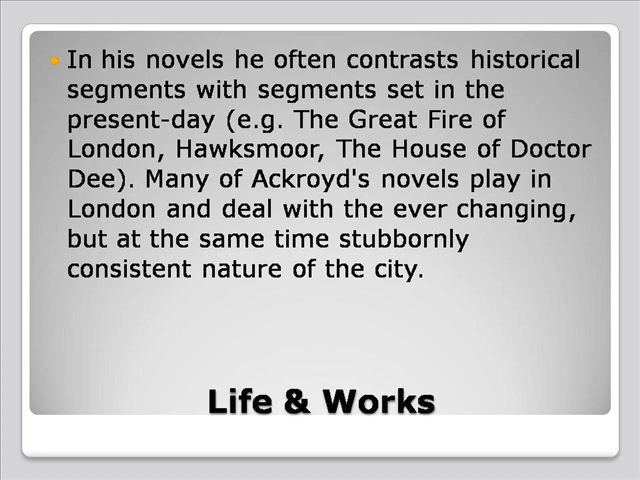 In his novels he often contrasts historical
segments with segments set in the
present-day (e.g. The Great Fire of
London, Hawksmoor, The House of Doctor
Dee). Many of Ackroyd's novels play in
London and deal with the ever changing,
but at the same time stubbornly
consistent nature of the city.
Life & Works